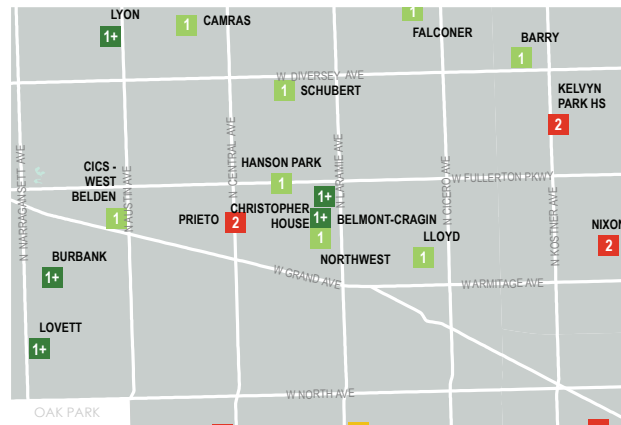 LYON
1+
1
CAMRAS
1
FALCONER
BARRY
1
W DIVERSEY AVE
1
SCHUBERT
KELVYN
PARK HS
2
N NARRAGANSETT AVE
N AUSTIN AVE
N CENTRAL AVE
N LARAMIE AVE
N CICERO AVE
N KOSTNER AVE
HANSON PARK
1
W FULLERTON PKWY
CICS -
WEST
BELDEN
1
PRIETO
2
CHRISTOPHER
HOUSE
1+
1+
BELMONT-CRAGIN
1
NORTHWEST
LLOYD
1
NIXON
2
BURBANK
1+
W GRAND AVE
W ARMITAGE AVE
LOVETT
1+
W NORTH AVE
OAK PARK